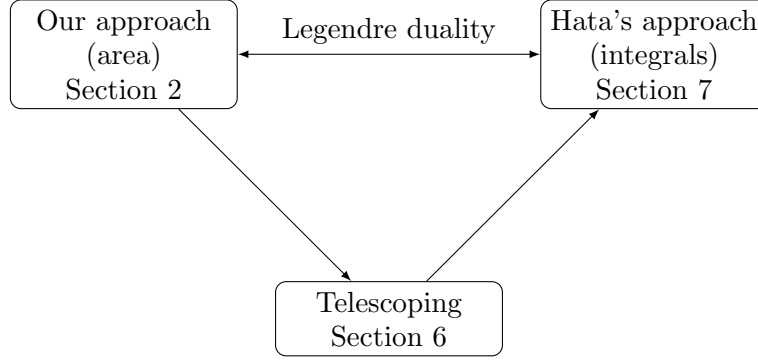 Our approach
(area)
Section 2
Legendre duality
Hata's approach
(integrals)
Section 7
Telescoping
Section 6